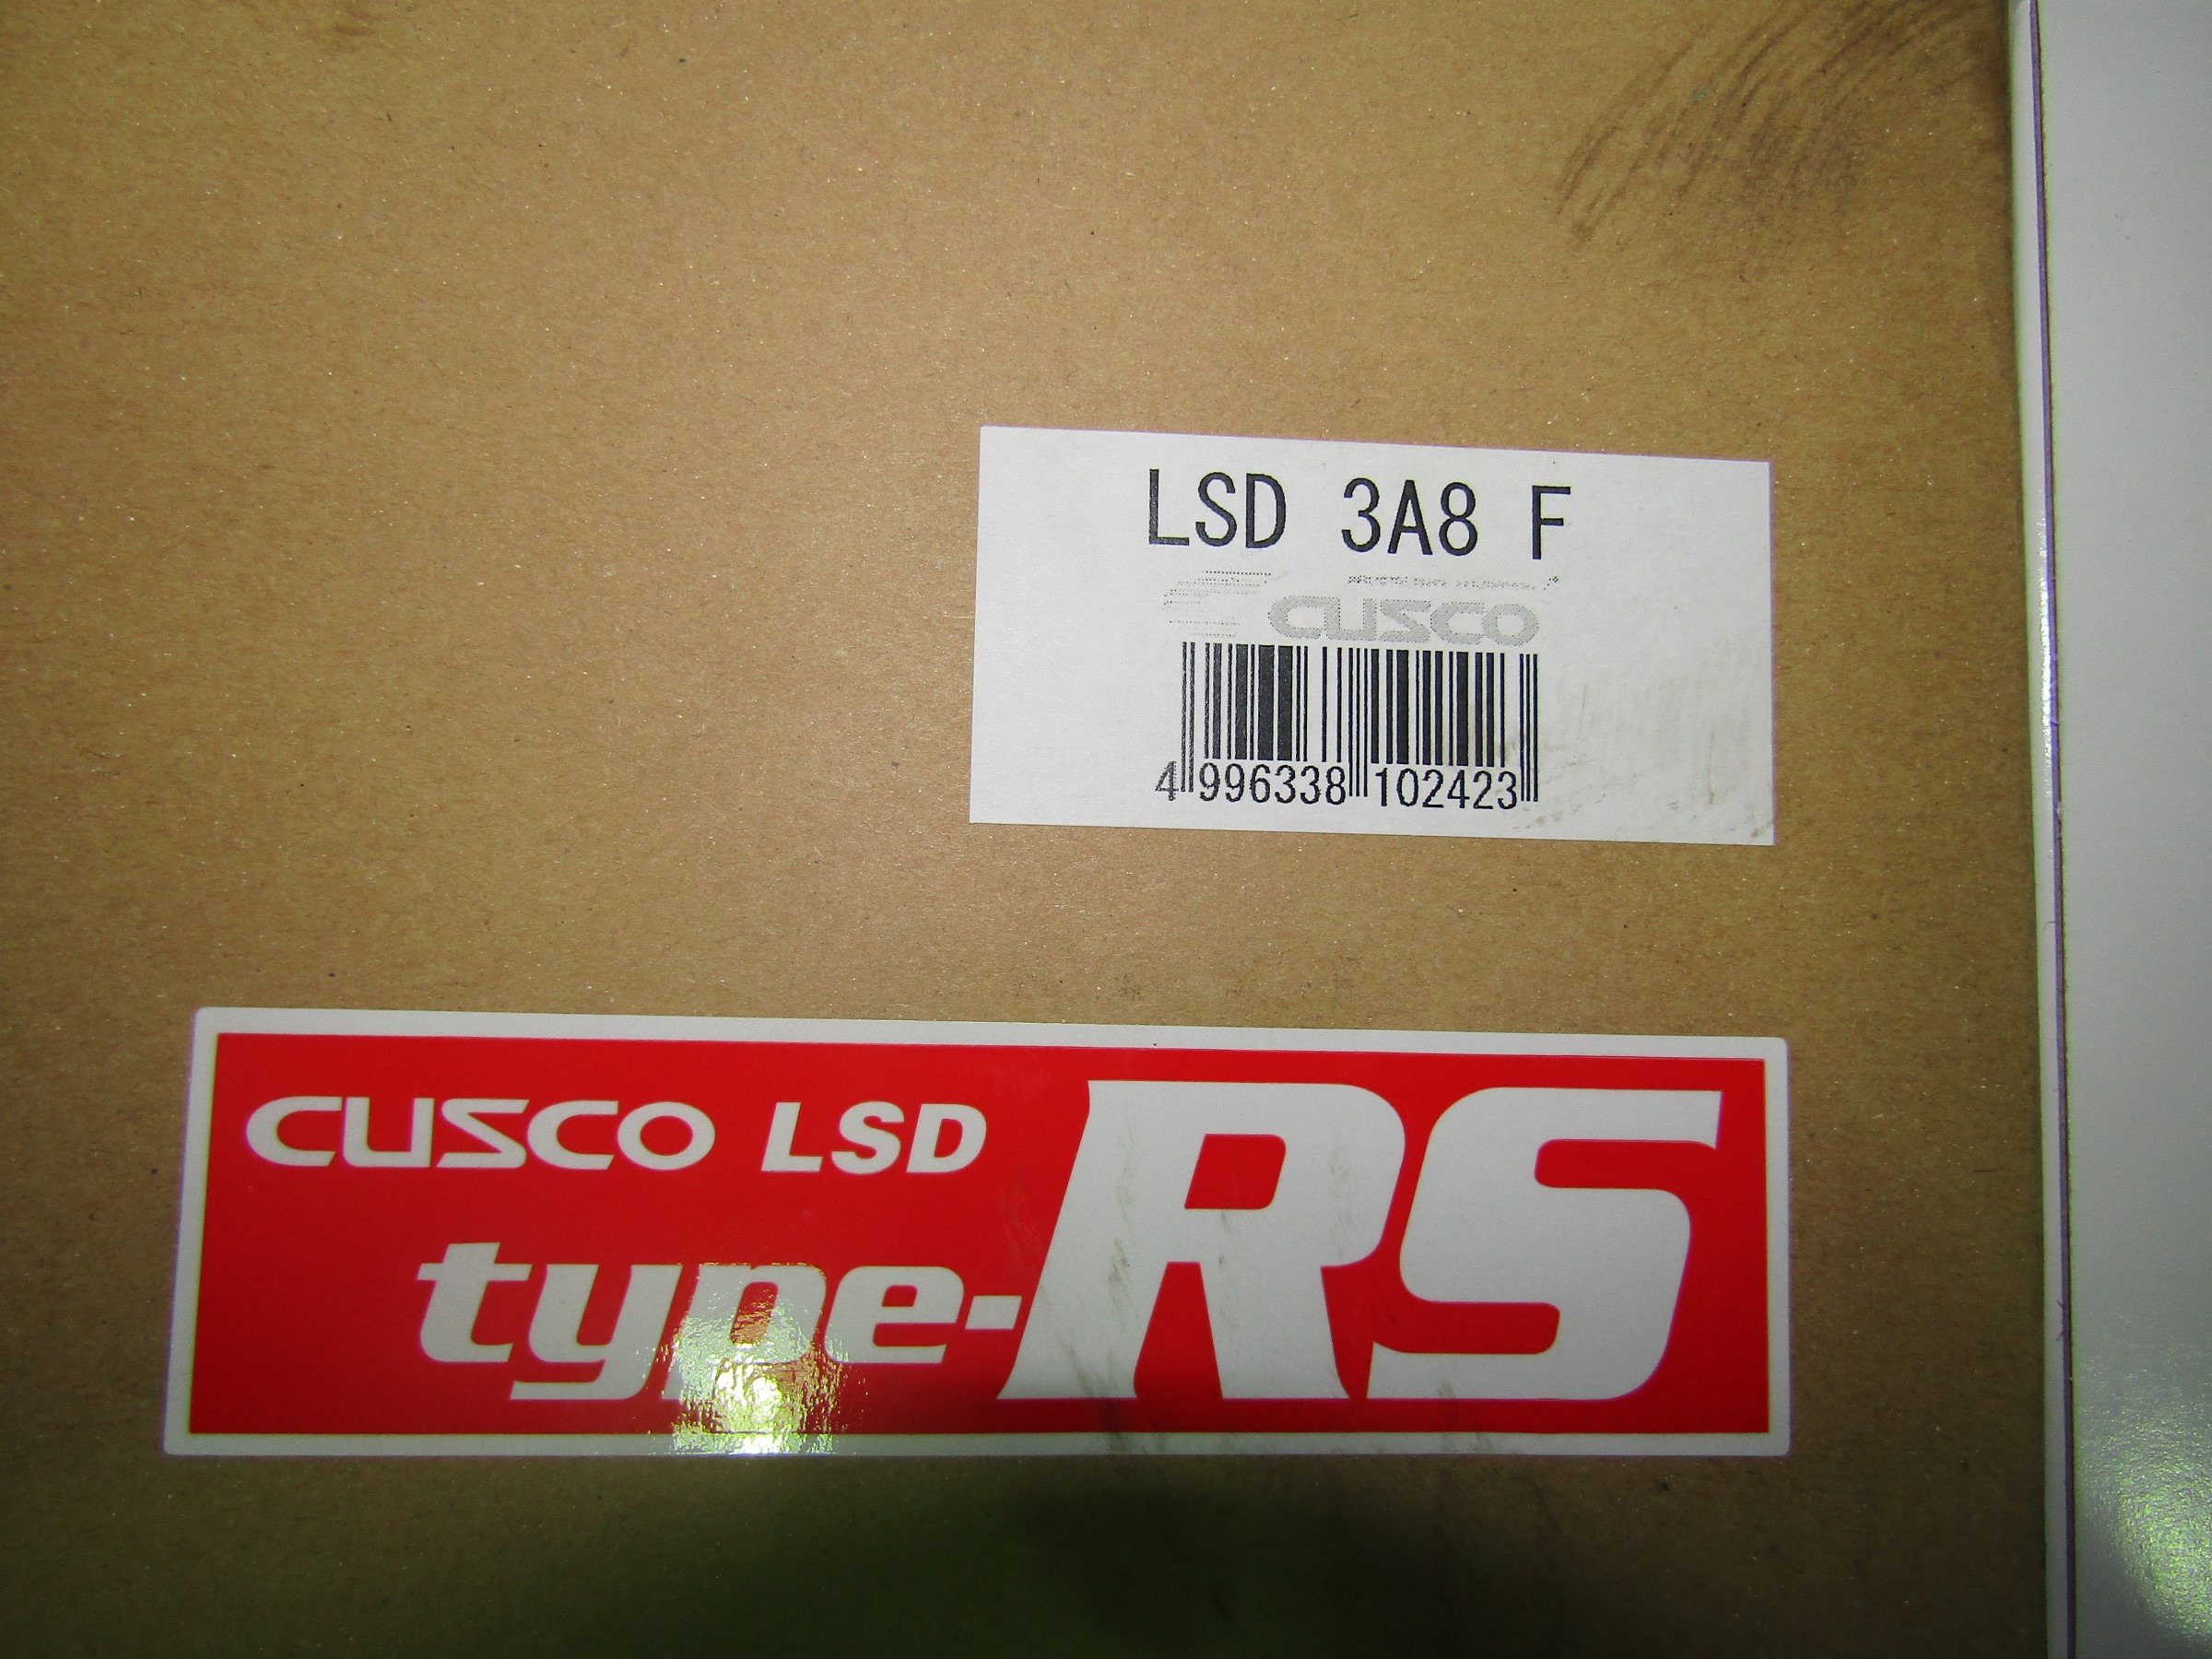 LSD 3A8 F
CUSCO
4 996338 102423
CUSCO LSD
type-RS